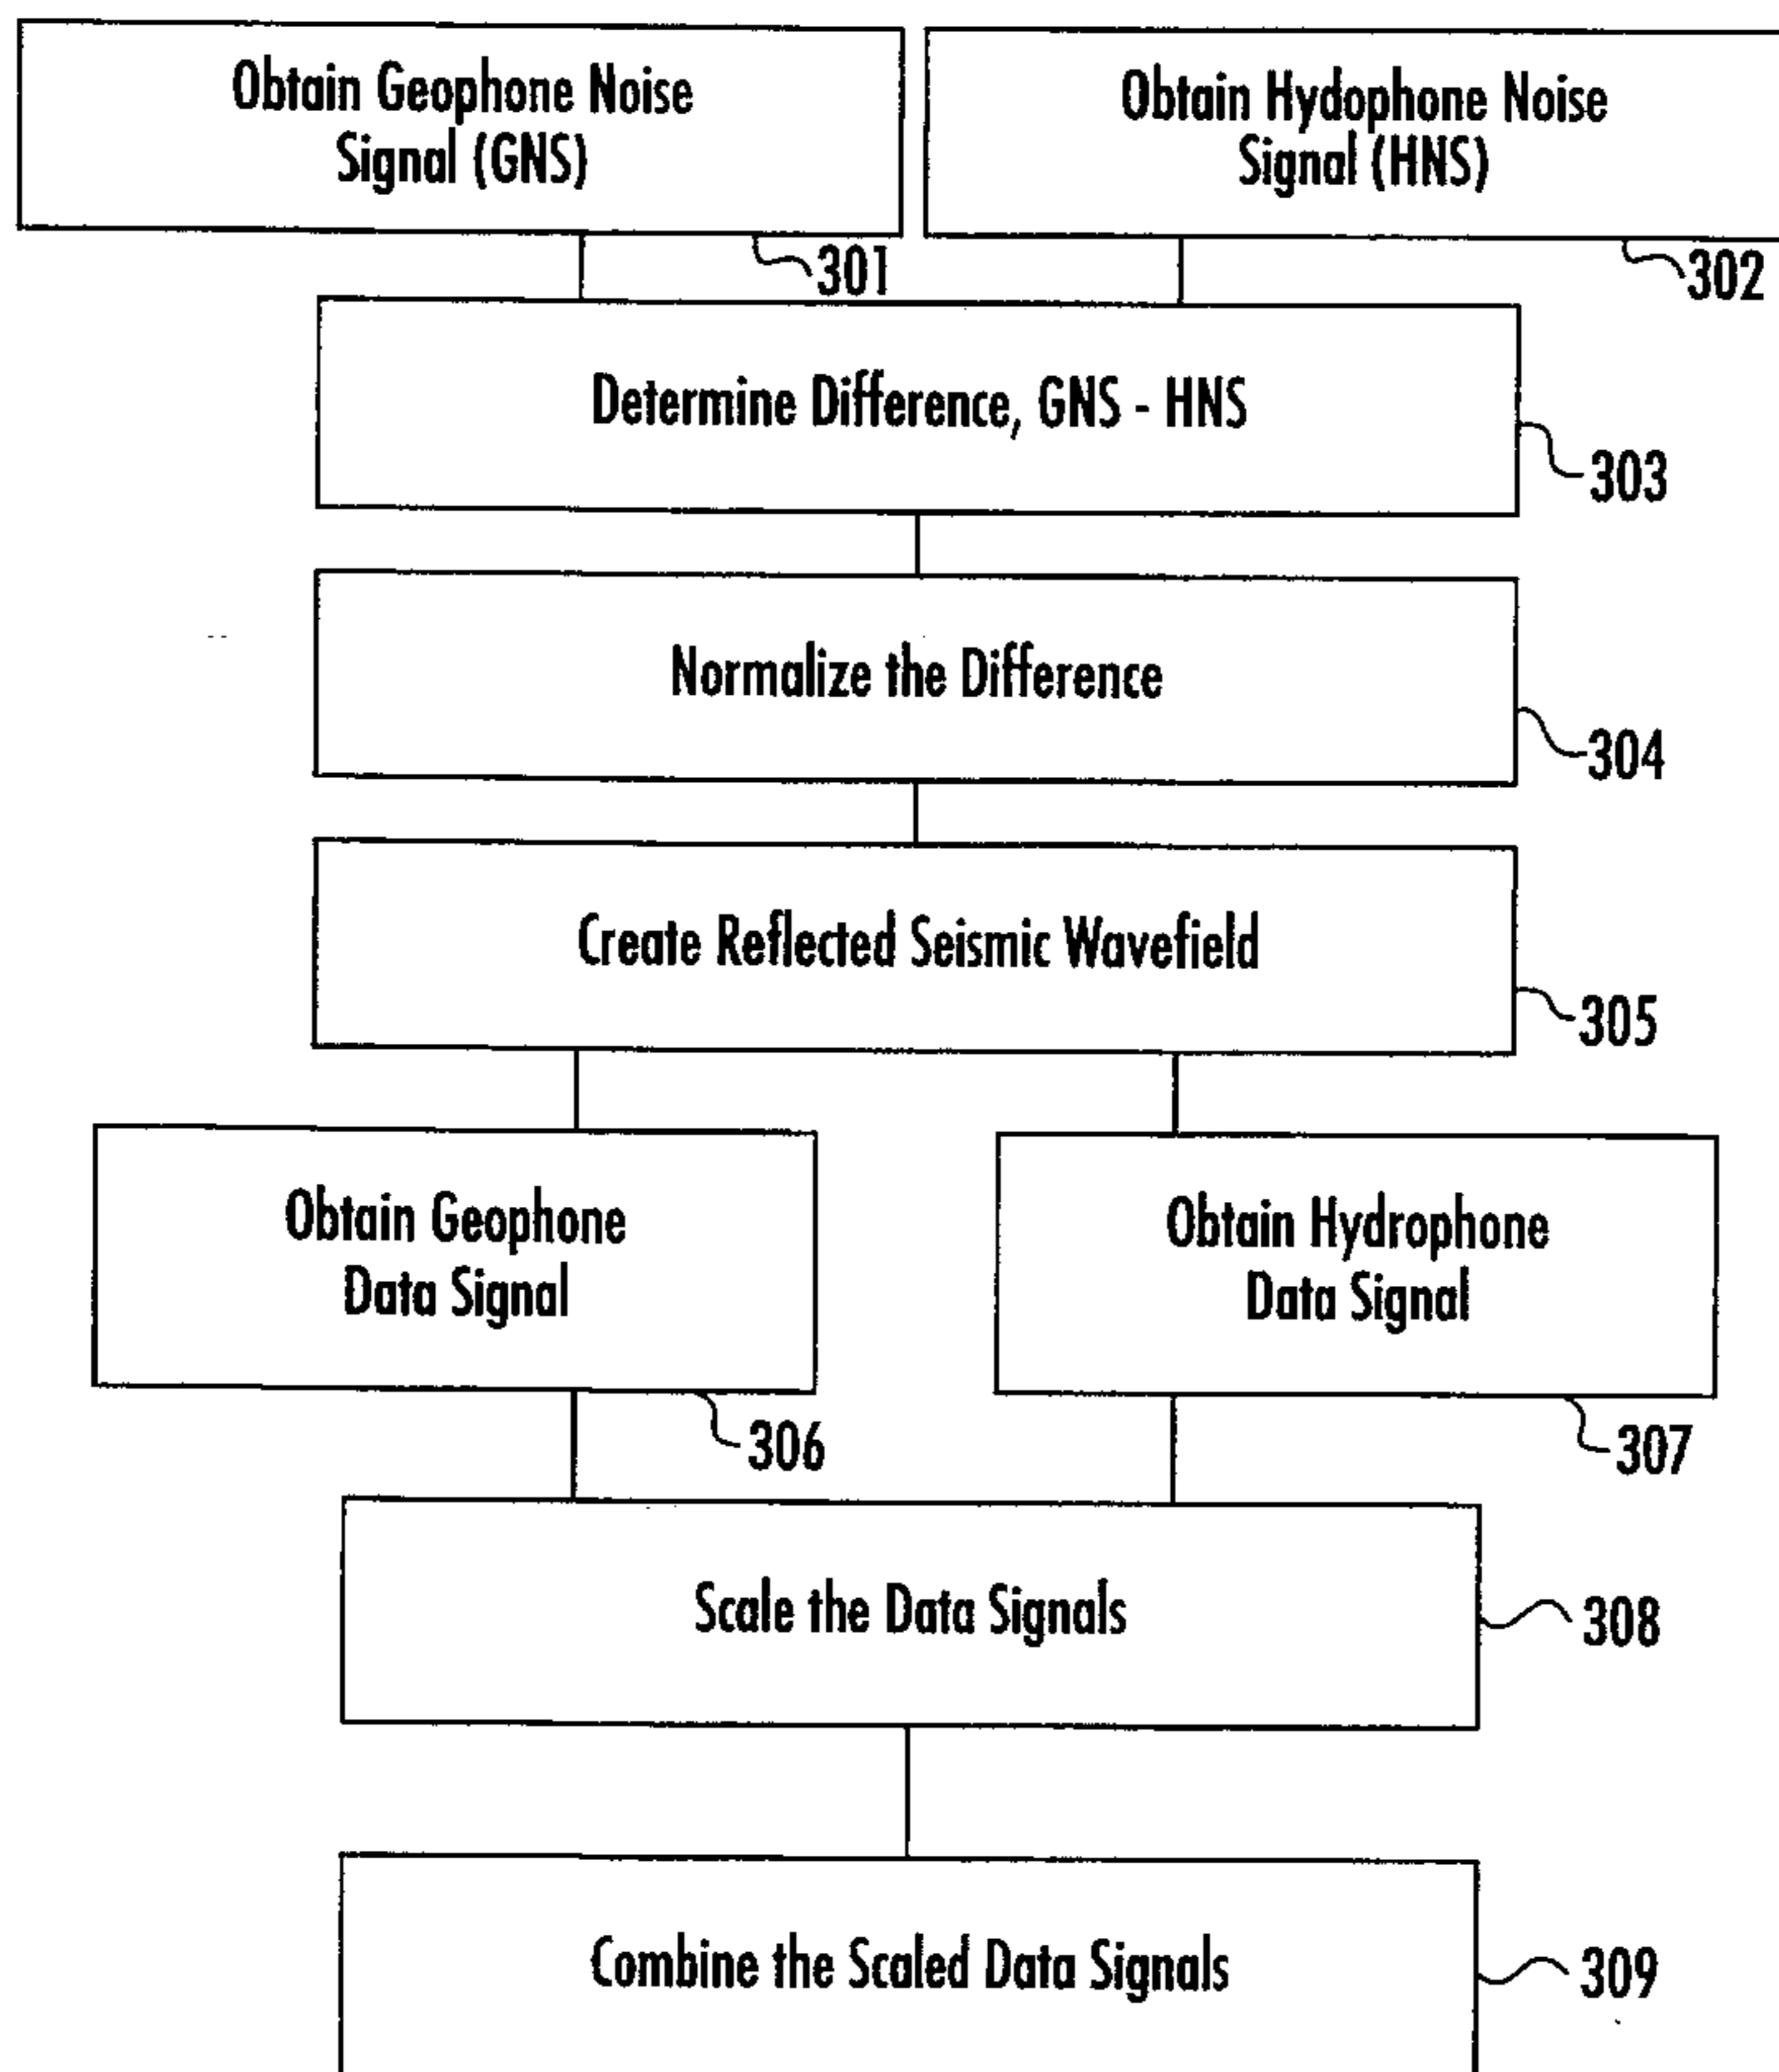 Obtain Geophone Noise
Signal (GNS)
301
Obtain Hydophone Noise
Signal (HNS)
302
Determine Difference, GNS - HNS
303
Normalize the Difference
304
Create Reflected Seismic Wavefield
305
Obtain Geophone
Data Signal
306
Obtain Hydrophone
Data Signal
307
Scale the Data Signals
308
Combine the Scaled Data Signals
309